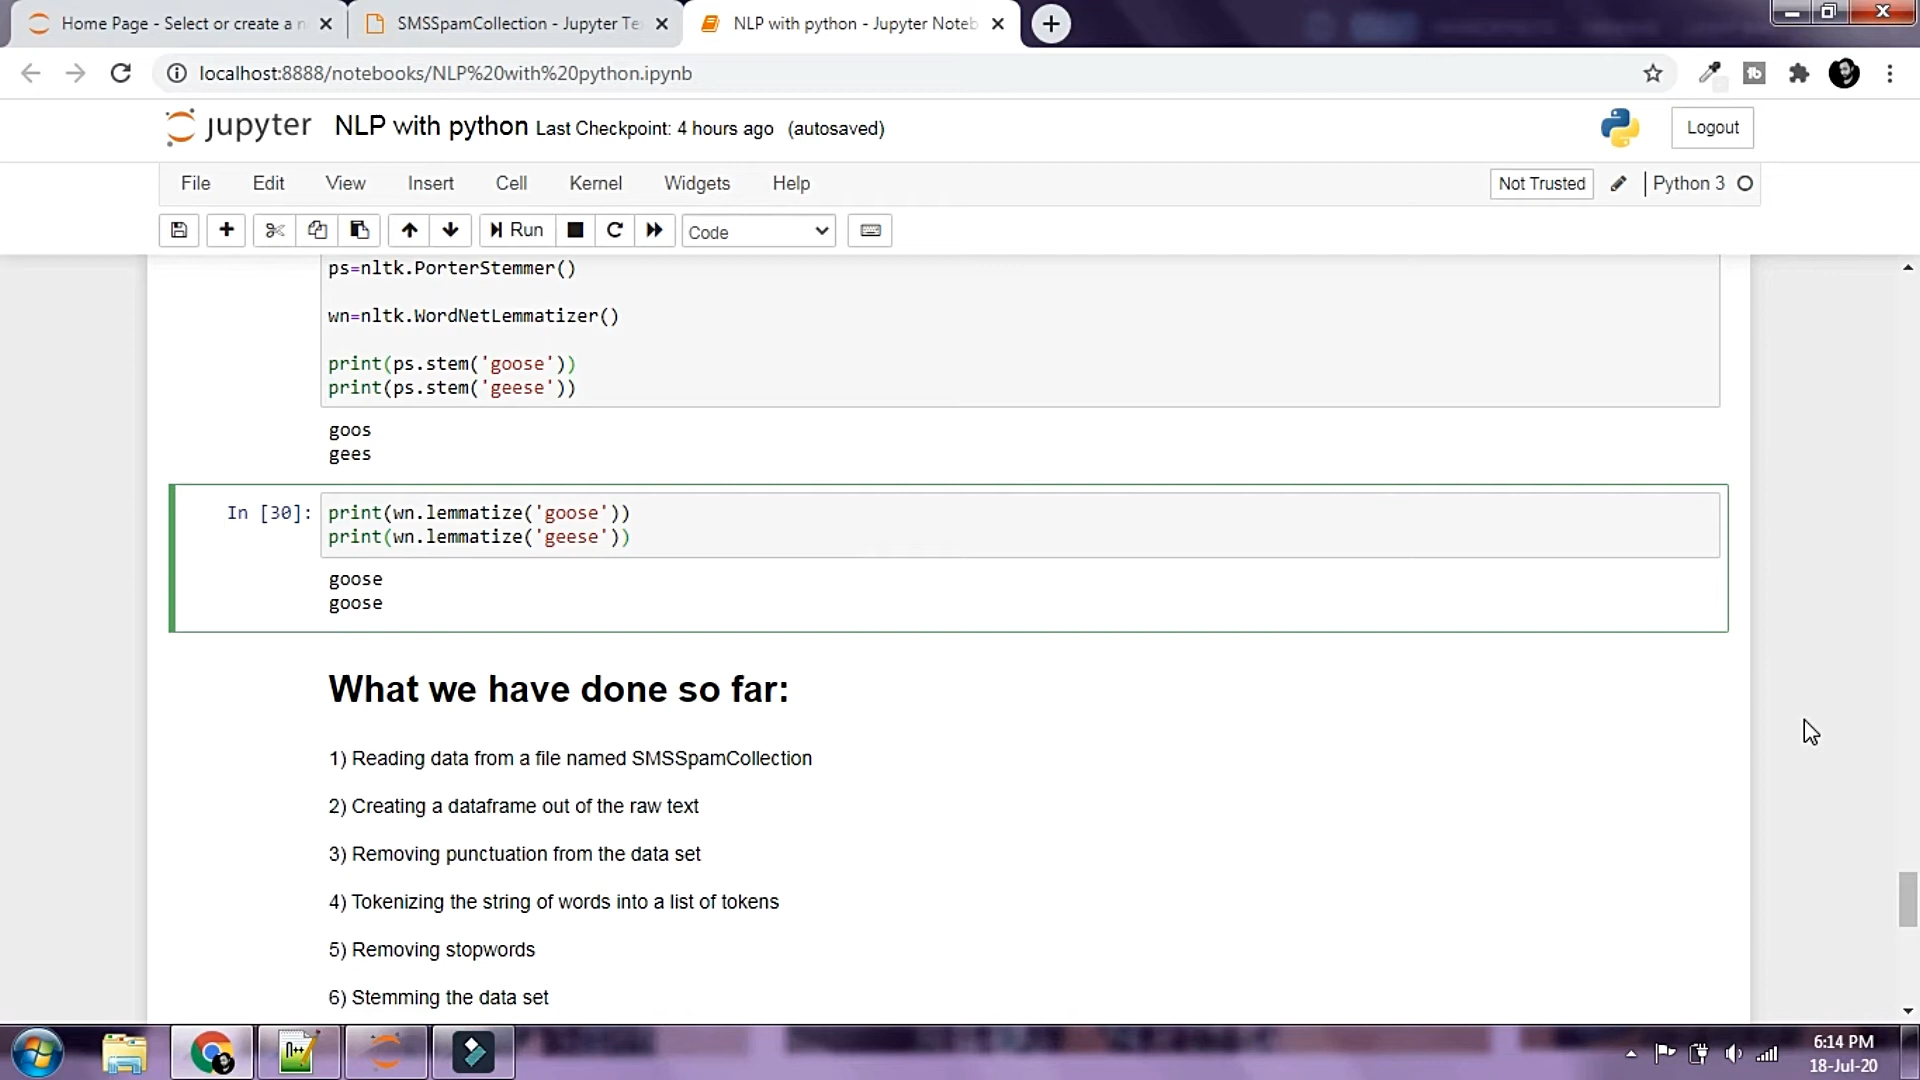 Home Page - Select or create a n
SMSSpamCollection - Jupyter Te
NLP with python - Jupyter Noteb
localhost:8888/notebooks/NLP%20with%20python.ipynb
jupyter NLP with python Last Checkpoint: 4 hours ago (autosaved)
Logout
File Edit View Insert Cell Kernel Widgets Help
Not Trusted
Python 3
Run
Code
ps=nltk.PorterStemmer()
wn=nltk.WordNetLemmatizer()
print(ps.stem('goose'))
print(ps.stem('geese'))
goos
gees
In [30]: print(wn.lemmatize('goose'))
print(wn.lemmatize('geese'))
goose
goose
What we have done so far:
1) Reading data from a file named SMSSpamCollection
2) Creating a dataframe out of the raw text
3) Removing punctuation from the data set
4) Tokenizing the string of words into a list of tokens
5) Removing stopwords
6) Stemming the data set
6:14 PM
18-Jul-20